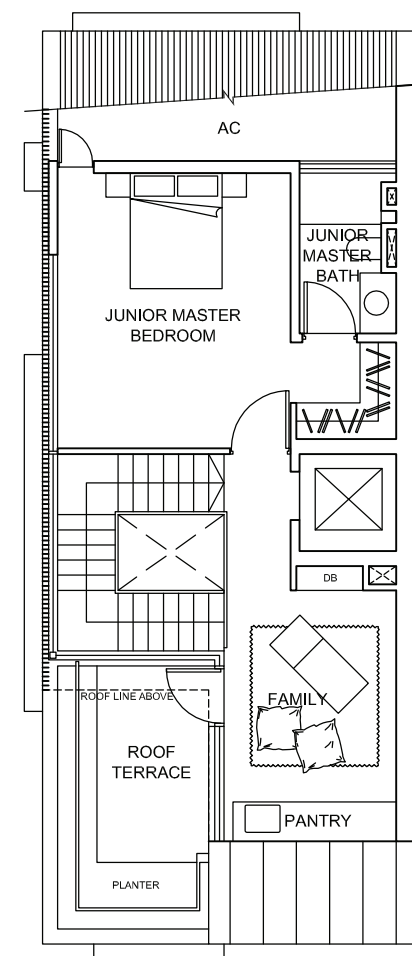 AC
JUNIOR
MASTER
BATH
JUNIOR MASTER
BEDROOM
DB
FAMILY
ROOF LINE ABOVE
ROOF
TERRACE
PANTRY
PLANTER